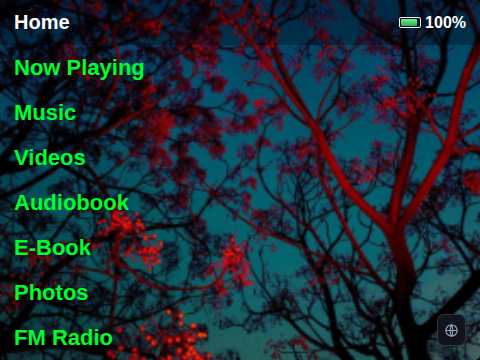 Home
100%
Now Playing
Music
Videos
Audiobook
E-Book
Photos
FM Radio